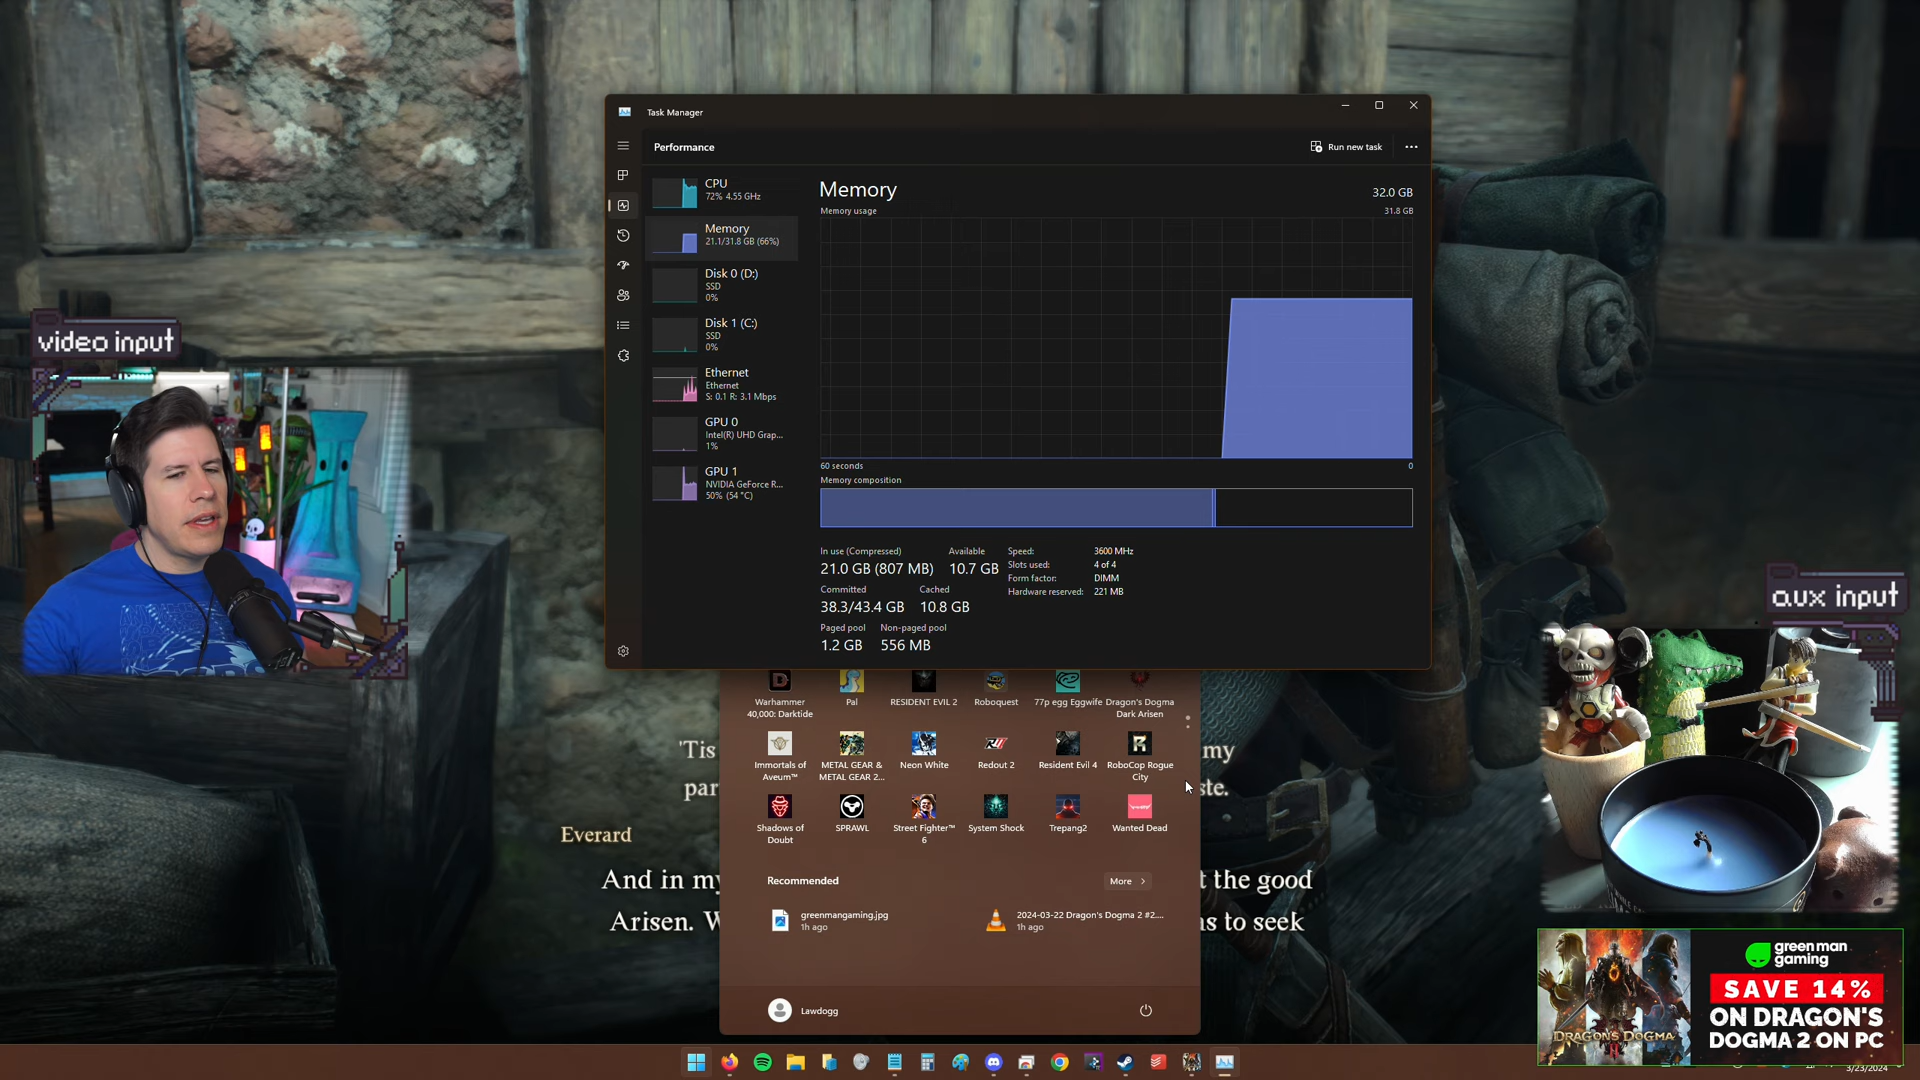 Task Manager
Performance
Run new task
CPU
72% 4.55 GHz
Memory
21.1/31.8 GB (66%)
Disk 0 (D:)
SSD
0%
Disk 1 (C:)
SSD
0%
Ethernet
Ethernet
S: 0.1 R: 3.1 Mbps
GPU 0
Intel(R) UHD Grap...
1%
GPU 1
NVIDIA GeForce R...
50% (54 °C)
Memory
32.0 GB
Memory usage
31.8 GB
60 seconds
0
Memory composition
In use (Compressed)
21.0 GB (807 MB)
Available
10.7 GB
Committed
38.3/43.4 GB
Cached
10.8 GB
Paged pool
1.2 GB
Non-paged pool
556 MB
Speed: 3600 MHz
Slots used: 4 of 4
Form factor: DIMM
Hardware reserved: 221 MB
video input
aux input
Warhammer
40,000: Darktide
Pal
RESIDENT EVIL 2
Roboquest
77p egg Eggwife
Dragon's Dogma
Dark Arisen
Immortals of
Aveum™
METAL GEAR &
METAL GEAR 2...
Neon White
Redout 2
Resident Evil 4
RoboCop Rogue
City
Shadows of
Doubt
SPRAWL
Street Fighter™
6
System Shock
Trepang2
Wanted Dead
Recommended
More
greenmangaming.jpg
1h ago
2024-03-22 Dragon's Dogma 2 #2....
1h ago
Lawdogg
'Tis my
par ste.
Everard
And in my t the good
Arisen. W as to seek
green man
gaming
SAVE 14%
ON DRAGON'S
DOGMA 2 ON PC
DRAGON'S DOGMA
3/23/2024